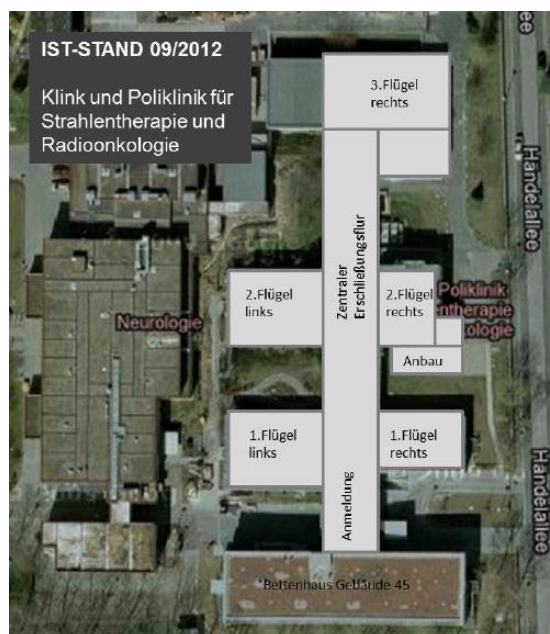 IST-STAND 09/2012
Klink und Poliklinik für
Strahlentherapie und
Radioonkologie
3.Flügel
rechts
Händelallee
Zentraler
Erschließungsflur
2.Flügel
links
2.Flügel
rechts
Poliklinik
entherapie
kologie
Neurologie
Anbau
1.Flügel
links
1.Flügel
rechts
Händelallee
Anmeldung
Händelallee
Bettenhaus Gebäude 45